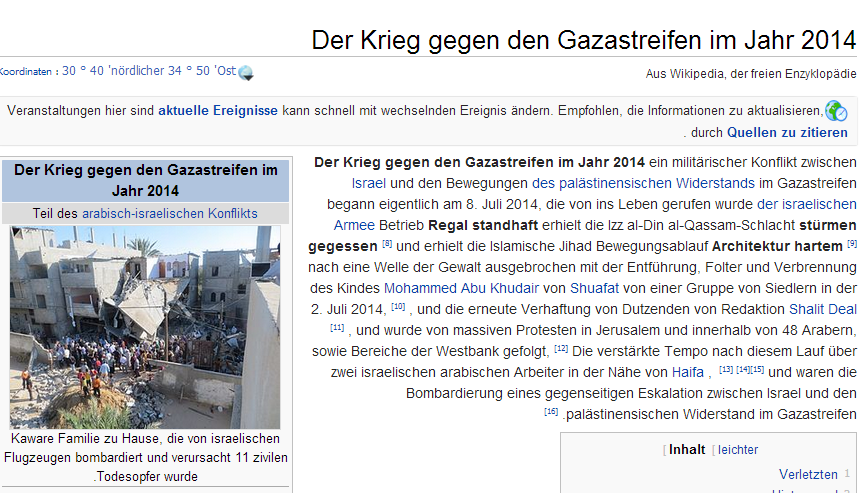 Der Krieg gegen den Gazastreifen im Jahr 2014
Koordinaten : 30 ° 40 'nördlicher 34 ° 50 'Ost
Aus Wikipedia, der freien Enzyklopädie
Veranstaltungen hier sind aktuelle Ereignisse kann schnell mit wechselnden Ereignis ändern. Empfohlen, die Informationen zu aktualisieren,
. durch Quellen zu zitieren
Der Krieg gegen den Gazastreifen im Jahr 2014 ein militärischer Konflikt zwischen
Israel und den Bewegungen des palästinensischen Widerstands im Gazastreifen
begann eigentlich am 8. Juli 2014, die von ins Leben gerufen wurde der israelischen
Armee Betrieb Regal standhaft erhielt die Izz al-Din al-Qassam-Schlacht stürmen
gegessen [8] und erhielt die Islamische Jihad Bewegungsablauf Architektur hartem [9]
nach eine Welle der Gewalt ausgebrochen mit der Entführung, Folter und Verbrennung
des Kindes Mohammed Abu Khudair von Shuafat von einer Gruppe von Siedlern in der
2. Juli 2014, [10] , und die erneute Verhaftung von Dutzenden von Redaktion Shalit Deal
[11] , und wurde von massiven Protesten in Jerusalem und innerhalb von 48 Arabern,
sowie Bereiche der Westbank gefolgt, [12] Die verstärkte Tempo nach diesem Lauf über
zwei israelischen arabischen Arbeiter in der Nähe von Haifa , [13] [14][15] und waren die
Bombardierung eines gegenseitigen Eskalation zwischen Israel und den
[16] .palästinensischen Widerstand im Gazastreifen
Der Krieg gegen den Gazastreifen im
Jahr 2014
Teil des arabisch-israelischen Konflikts
Kaware Familie zu Hause, die von israelischen
Flugzeugen bombardiert und verursacht 11 zivilen
.Todesopfer wurde
[ Inhalt [ leichter
Verletzten 1